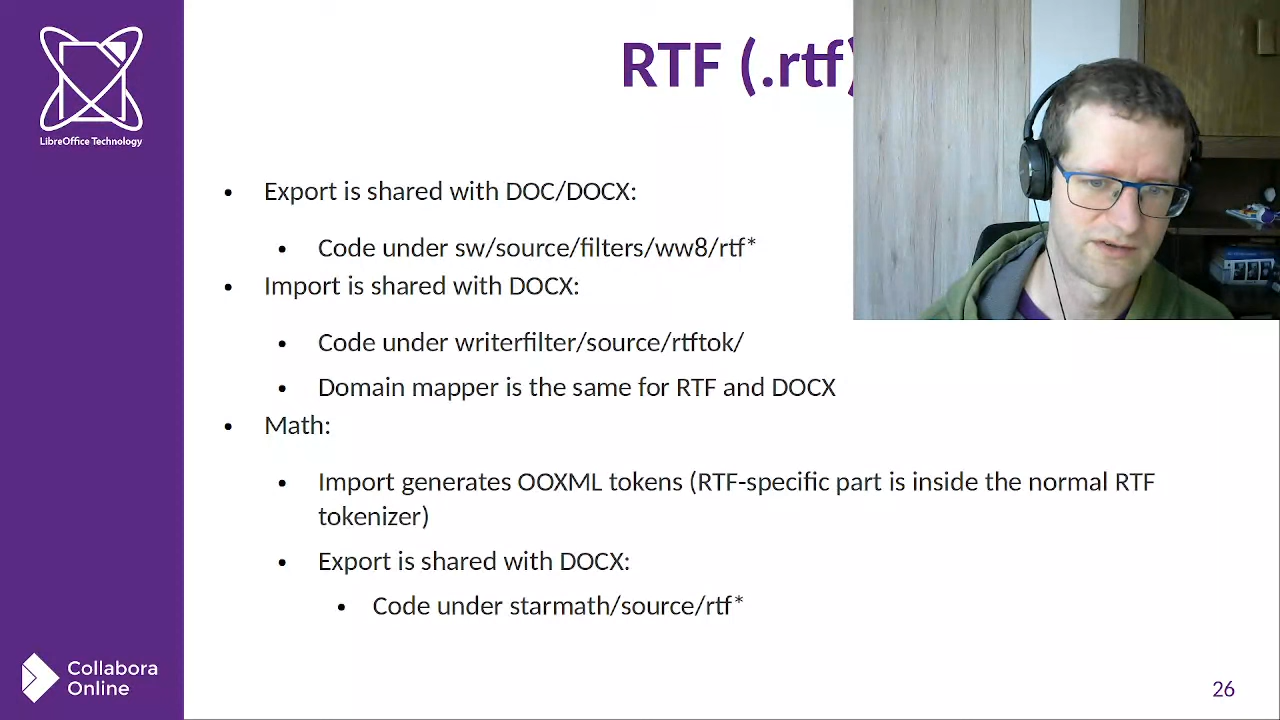 LibreOffice Technology
RTF (.rtf)
• Export is shared with DOC/DOCX:
• Code under sw/source/filters/ww8/rtf*
• Import is shared with DOCX:
• Code under writerfilter/source/rtftok/
• Domain mapper is the same for RTF and DOCX
• Math:
• Import generates OOXML tokens (RTF-specific part is inside the normal RTF
tokenizer)
• Export is shared with DOCX:
• Code under starmath/source/rtf*
Collabora
Online
26